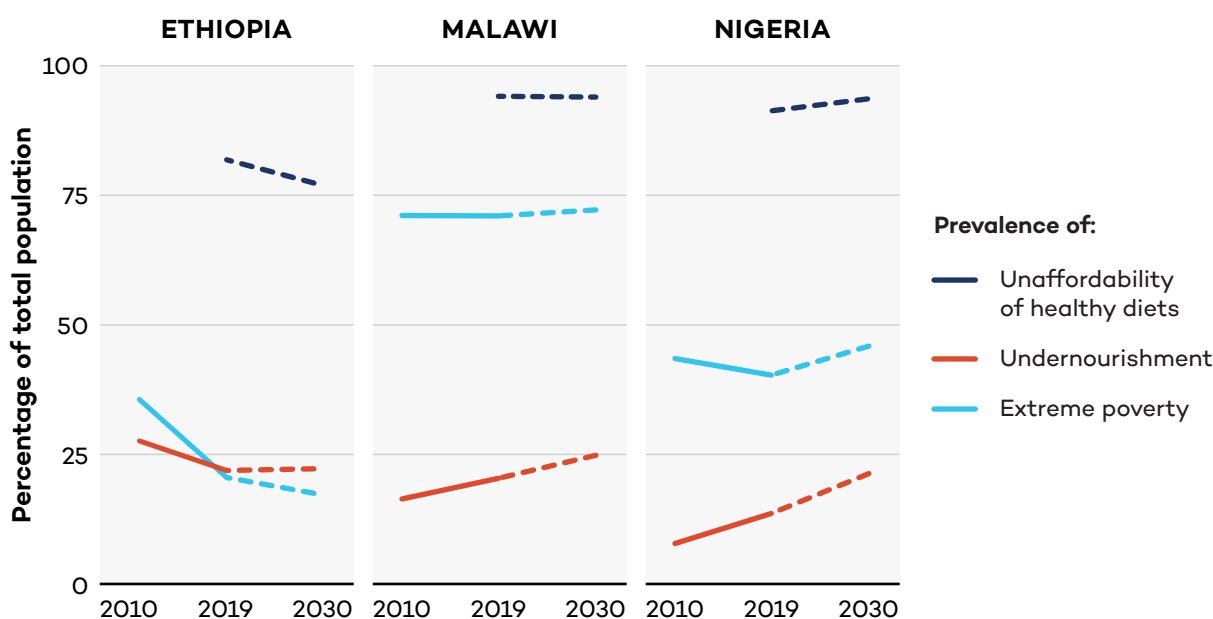 ETHIOPIA
MALAWI
NIGERIA
Percentage of total population
100
75
50
25
0
2010 2019 2030
2010 2019 2030
2010 2019 2030
Prevalence of:
Unaffordability
of healthy diets
Undernourishment
Extreme poverty